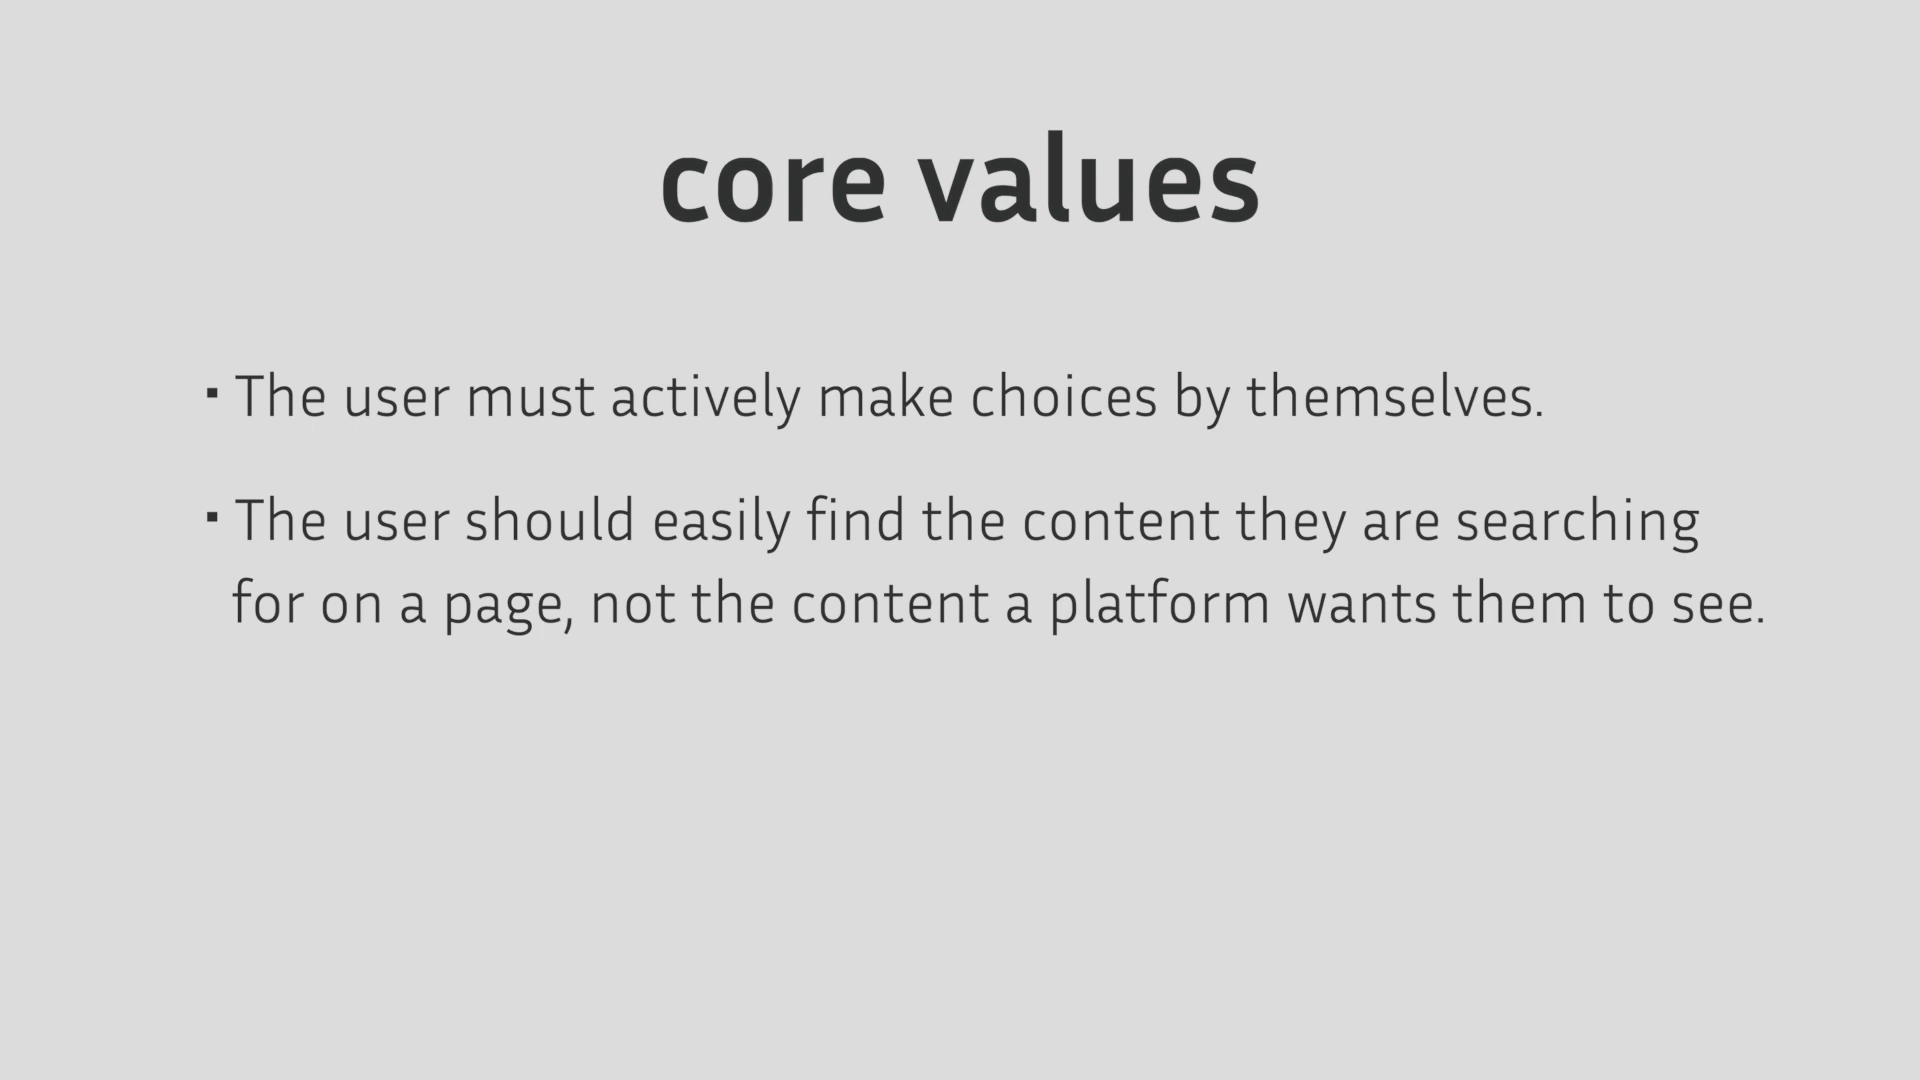 core values
▪ The user must actively make choices by themselves.
▪ The user should easily find the content they are searching
for on a page, not the content a platform wants them to see.